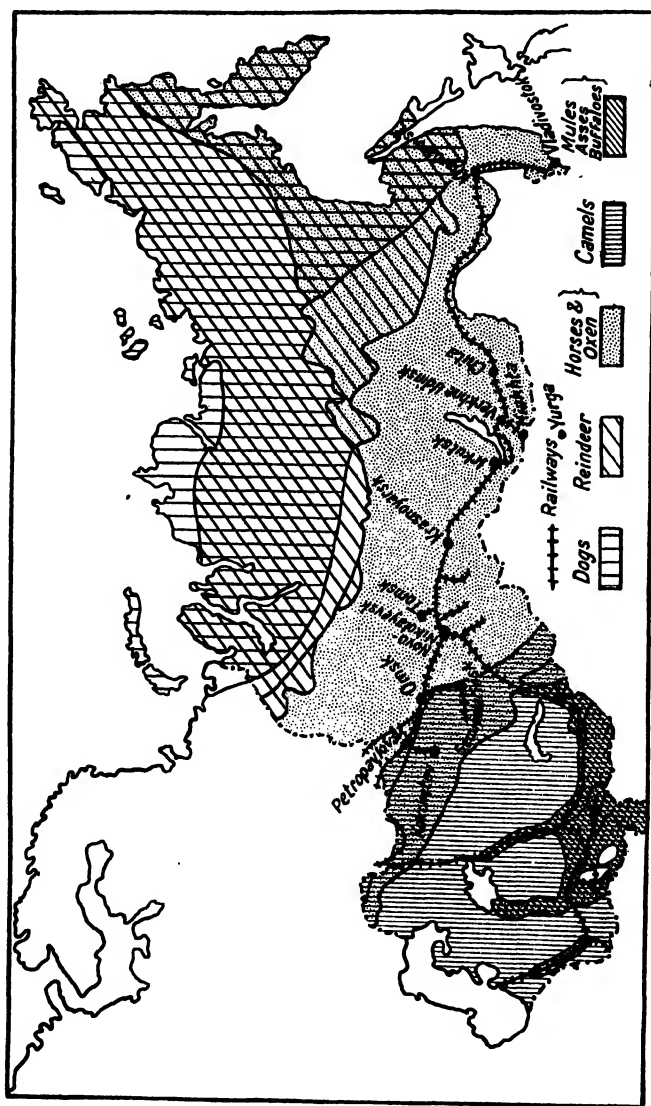 Petropavlovsk
Omsk
Novo
Nikolayevsk
Tomsk
Krasnoyarsk
Irkutsk
Verkhne Udinsk
Chita
Kiakhta
Vladivostok
Railways
Yurga
Dogs
Reindeer
Horses &
Oxen
Camels
Mules
Asses
Buffaloes